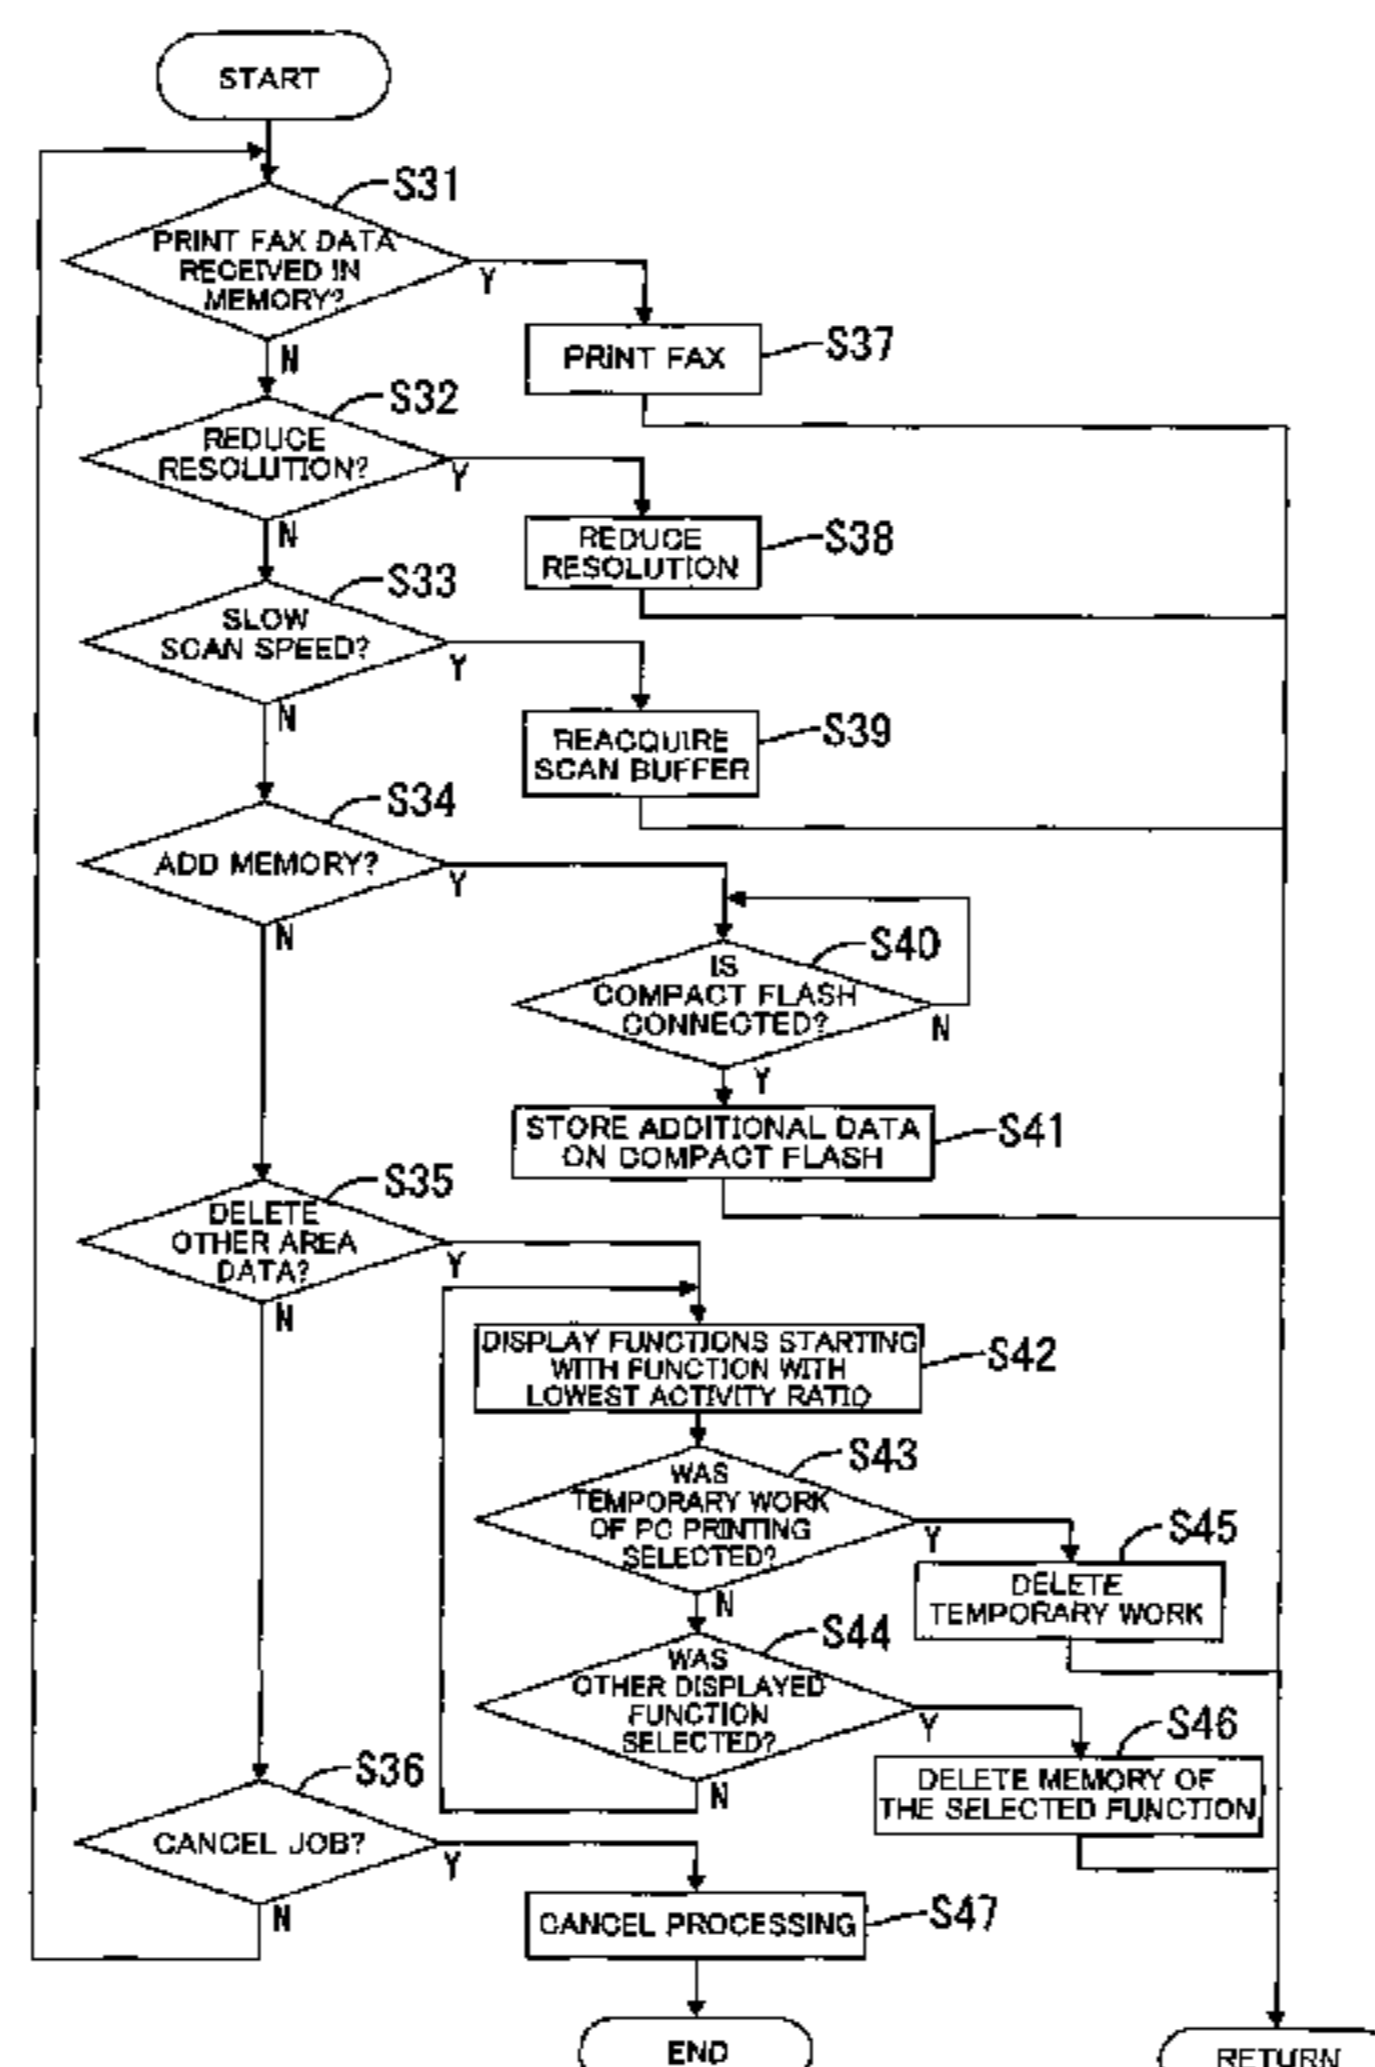 START
S31
PRINT FAX DATA
RECEIVED IN
MEMORY?
Y
N
PRINT FAX
S37
S32
REDUCE
RESOLUTION?
Y
N
REDUCE
RESOLUTION
S38
S33
SLOW
SCAN SPEED?
Y
N
REACQUIRE
SCAN BUFFER
S39
S34
ADD MEMORY?
Y
N
S40
IS
COMPACT FLASH
CONNECTED?
N
Y
STORE ADDITIONAL DATA
ON COMPACT FLASH
S41
S35
DELETE
OTHER AREA
DATA?
Y
N
DISPLAY FUNCTIONS STARTING
WITH FUNCTION WITH
LOWEST ACTIVITY RATIO
S42
S43
WAS
TEMPORARY WORK
OF PC PRINTING
SELECTED?
Y
N
S45
DELETE
TEMPORARY WORK
S44
WAS
OTHER DISPLAYED
FUNCTION
SELECTED?
Y
N
S46
DELETE MEMORY OF
THE SELECTED FUNCTION
S36
CANCEL JOB?
Y
N
CANCEL PROCESSING
S47
END
RETURN